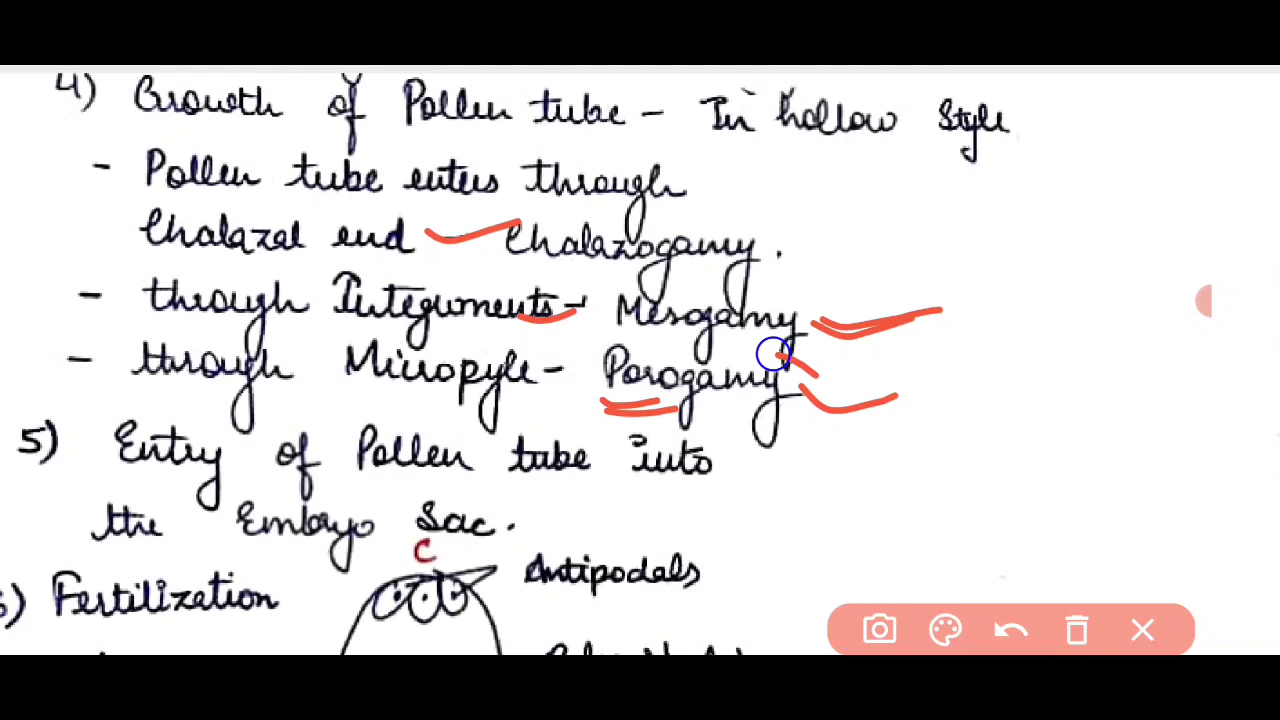 4) Growth of Pollen tube - In hollow Style
- Pollen tube enters through
Chalazal end Chalazogamy.
- through Integuments - Mesogamy
- through Micropyle - Porogamy
5) Entry of Pollen tube into
the Embryo Sac.
C
Antipodals
) Fertilization